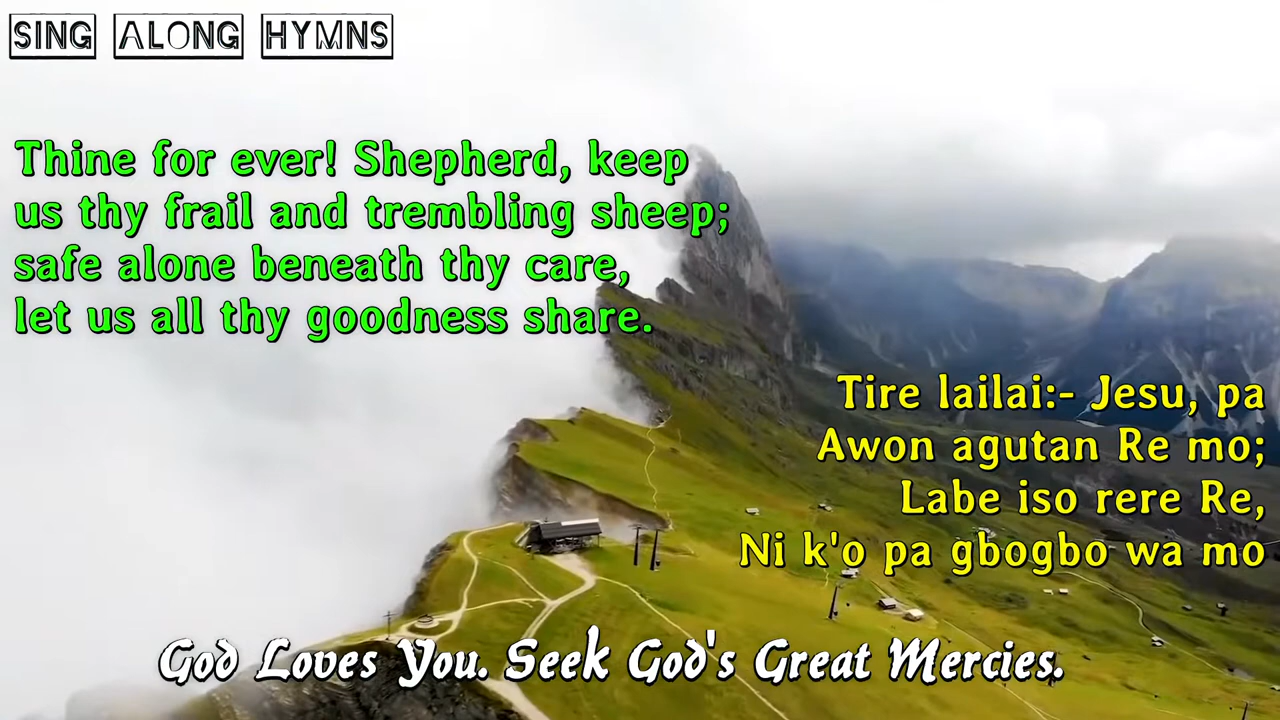 SING ALONG HYMNS
Thine for ever! Shepherd, keep
us thy frail and trembling sheep;
safe alone beneath thy care,
let us all thy goodness share.
Tire lailai:- Jesu, pa
Awon agutan Re mo;
Labe iso rere Re,
Ni k'o pa gbogbo wa mo
God Loves You. Seek God's Great Mercies.